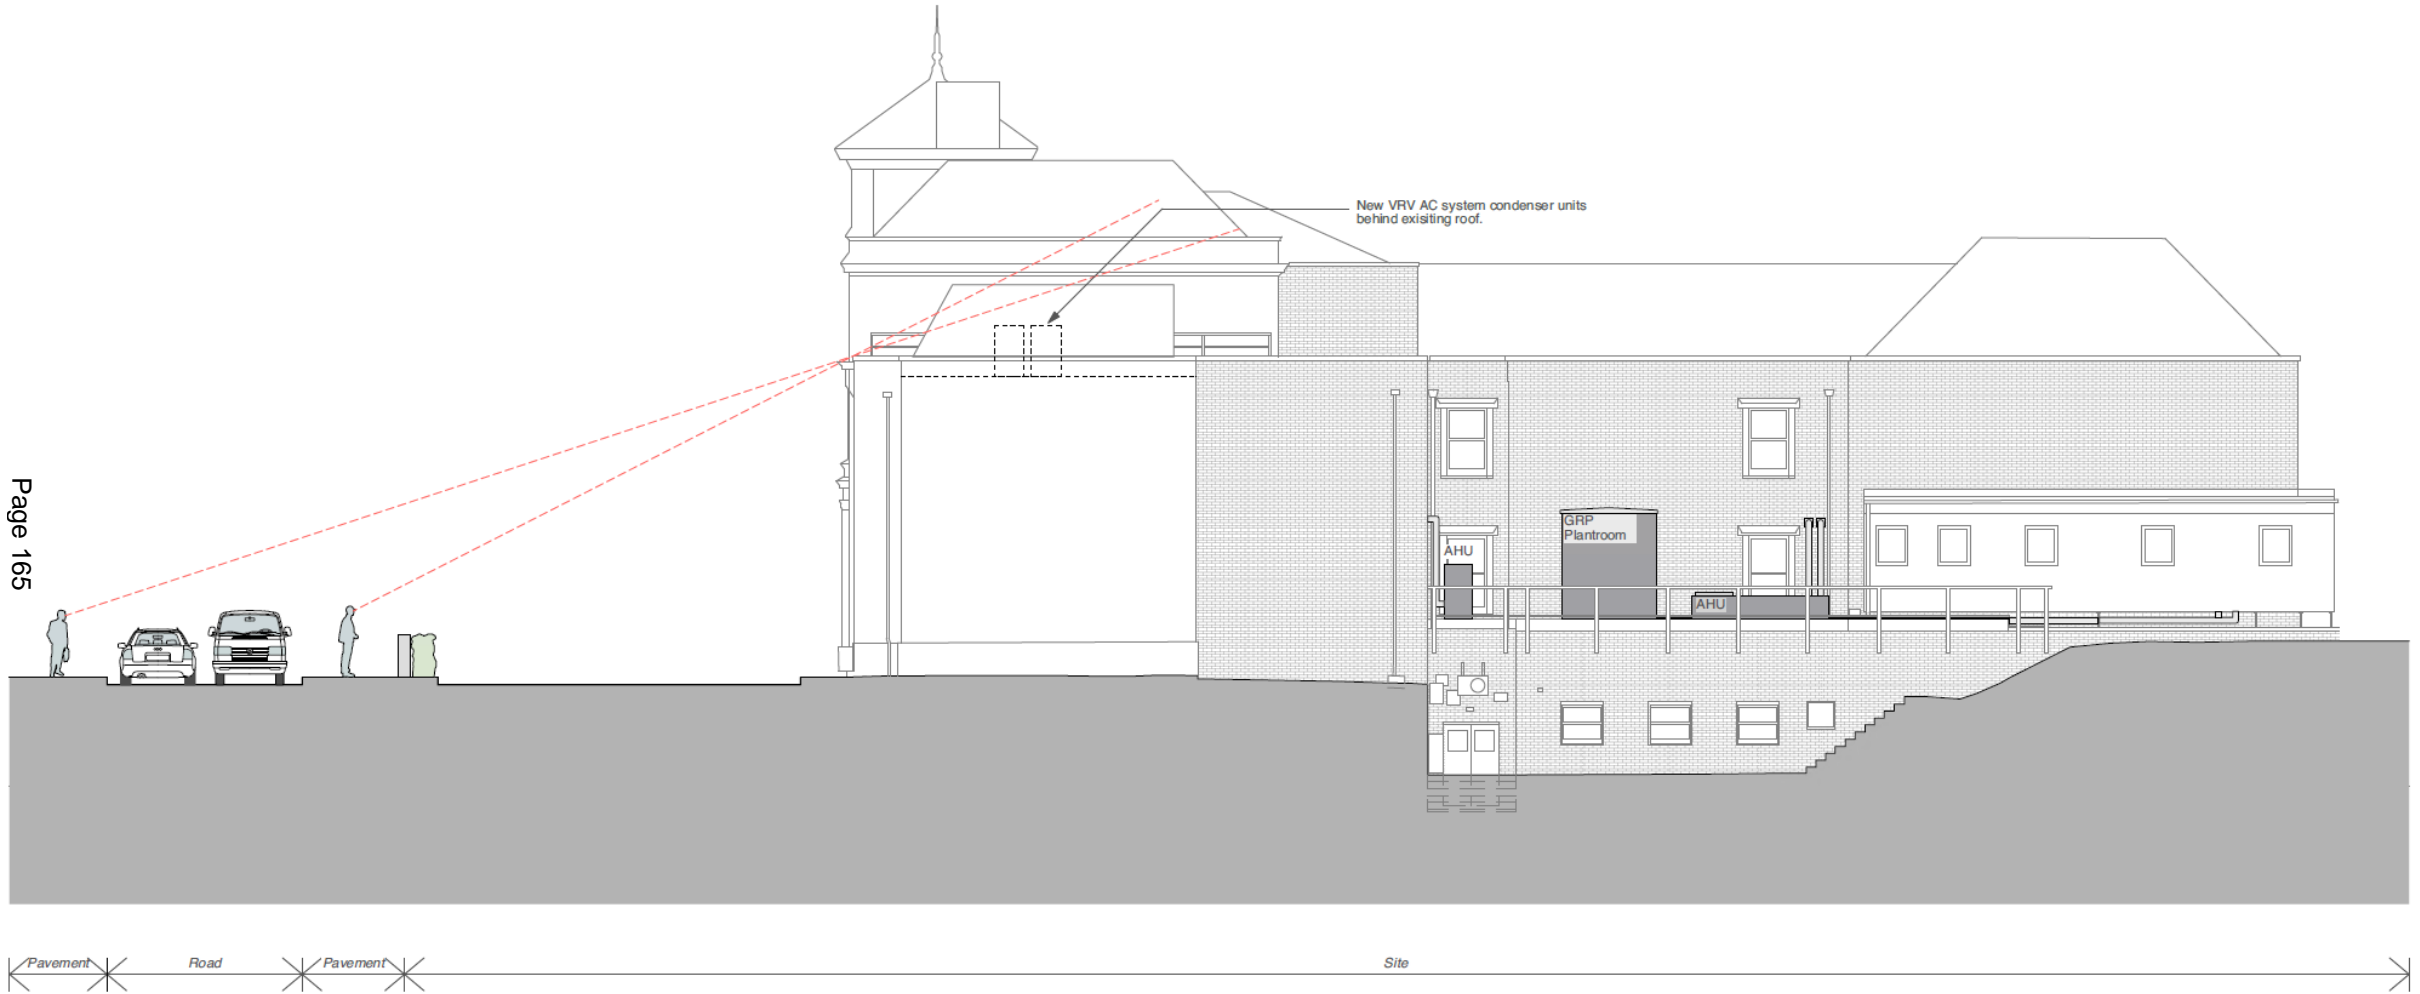 New VRV AC system condenser units
behind exisiting roof.
GRP
Plantroom
AHU
AHU
Page 165
Pavement
Road
Pavement
Site